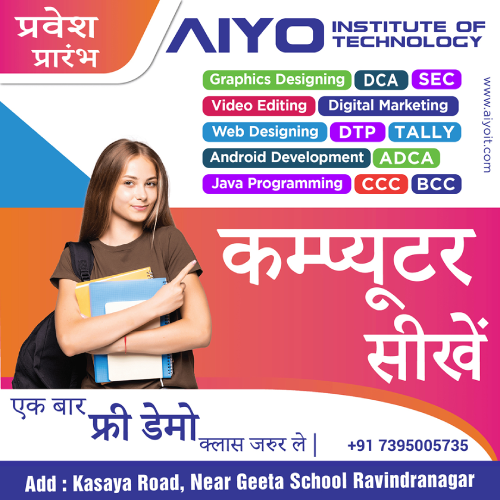 प्रवेश
प्रारंभ
AIYO INSTITUTE OF
TECHNOLOGY
Graphics Designing DCA SEC
Video Editing Digital Marketing
Web Designing DTP TALLY
Android Development ADCA
Java Programming CCC BCC
www.aiyoit.com
कम्प्यूटर
सीखें
एक बार
फ्री डेमो
क्लास जरुर ले |
+91 7395005735
Add : Kasaya Road, Near Geeta School Ravindranagar